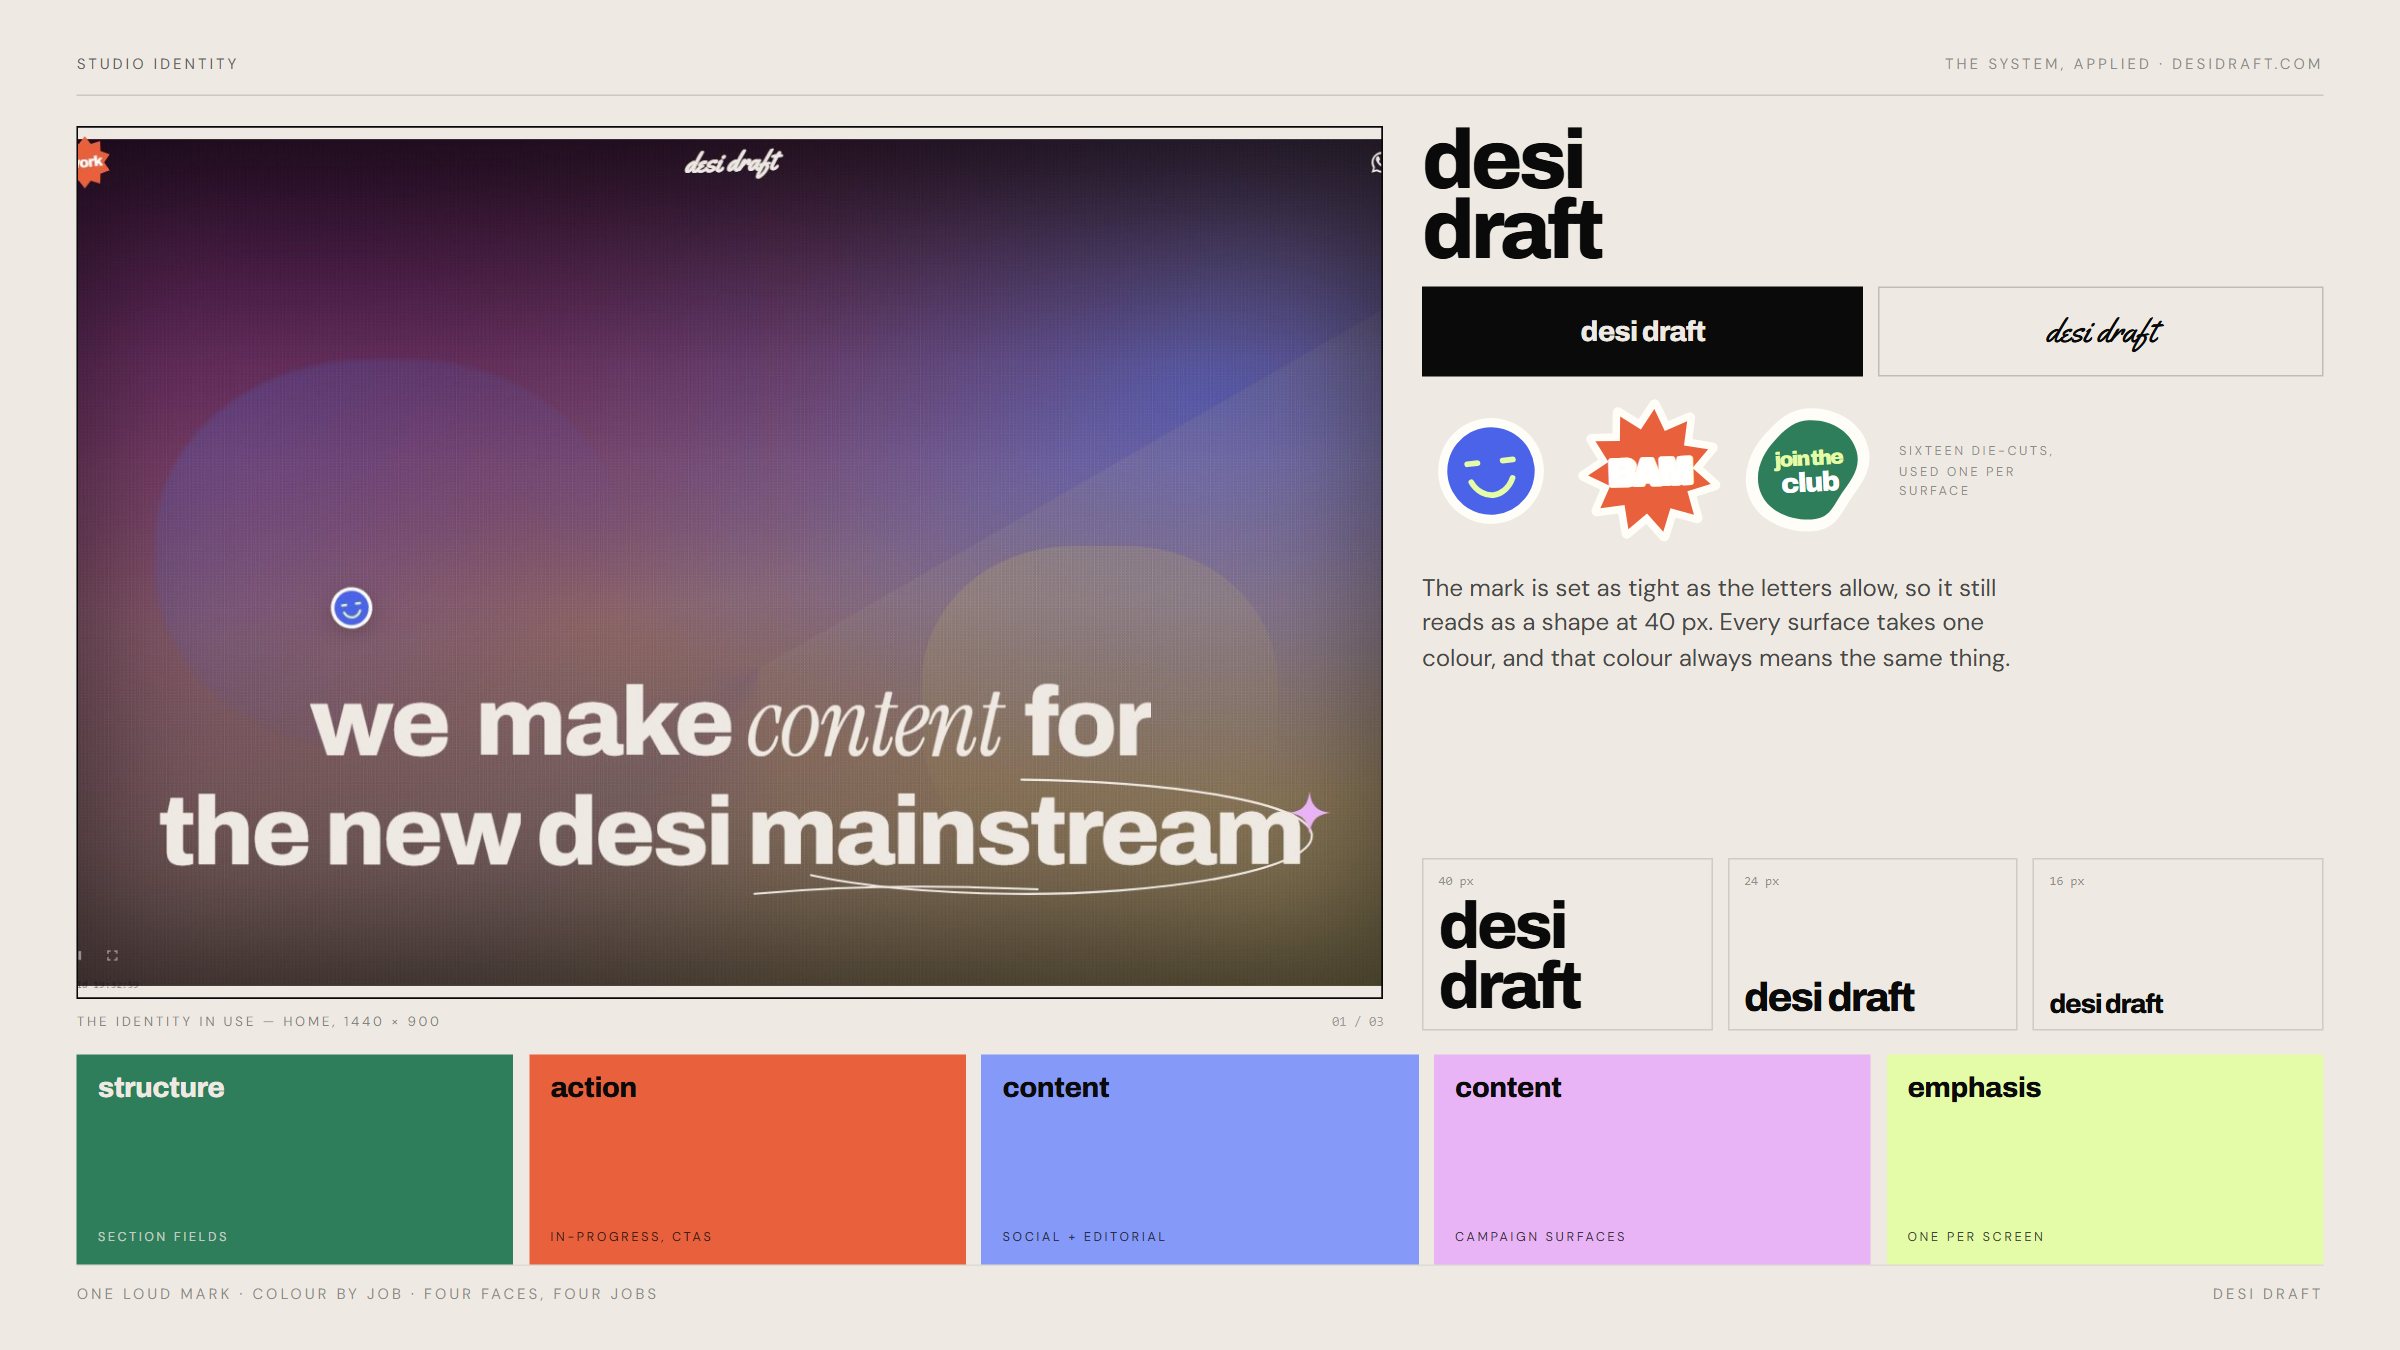 STUDIO IDENTITY
THE SYSTEM, APPLIED · DESIDRAFT.COM
ork
desi draft
we make content for
the new desi mainstream
THE IDENTITY IN USE — HOME, 1440 × 900
01 / 03
desi
draft
desi draft
desi draft
BAM
join the
club
SIXTEEN DIE-CUTS,
USED ONE PER
SURFACE
The mark is set as tight as the letters allow, so it still
reads as a shape at 40 px. Every surface takes one
colour, and that colour always means the same thing.
40 px
desi
draft
24 px
desi draft
16 px
desi draft
structure
SECTION FIELDS
action
IN-PROGRESS, CTAS
content
SOCIAL + EDITORIAL
content
CAMPAIGN SURFACES
emphasis
ONE PER SCREEN
ONE LOUD MARK · COLOUR BY JOB · FOUR FACES, FOUR JOBS
DESI DRAFT